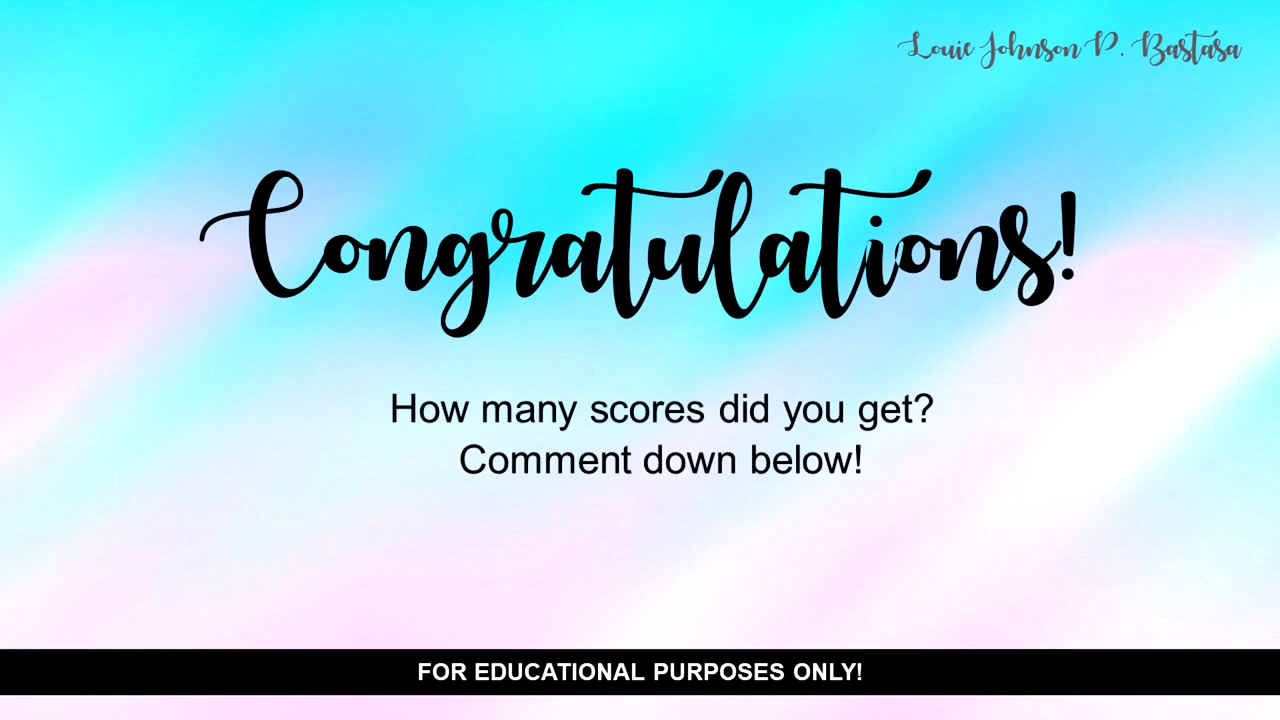 Louie Johnson P. Bastasa
Congratulations!
How many scores did you get?
Comment down below!
FOR EDUCATIONAL PURPOSES ONLY!